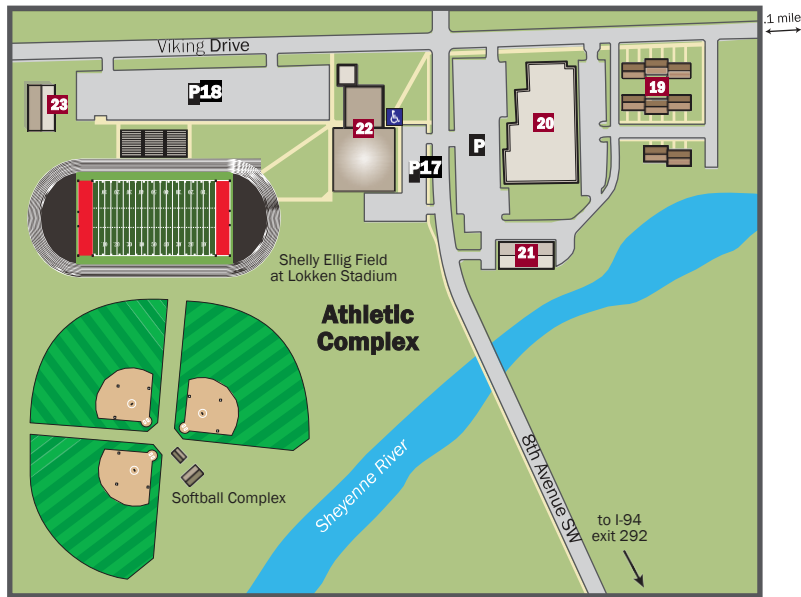 .1 mile
Viking Drive
P18
23
22
♿
P17
P
20
19
21
Shelly Ellig Field
at Lokken Stadium
Athletic
Complex
Softball Complex
Sheyenne River
8th Avenue SW
to I-94
exit 292